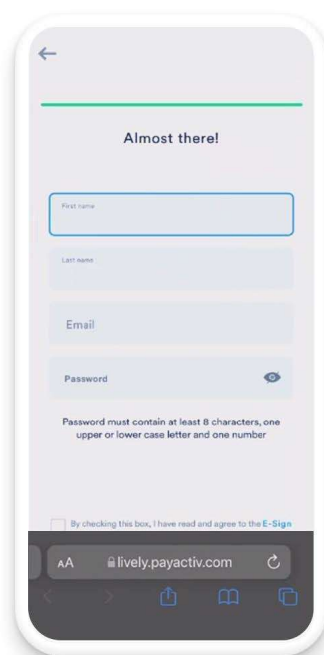 Almost there!
First name
Last name
Email
Password
Password must contain at least 8 characters, one
upper or lower case letter and one number
By checking this box, I have read and agree to the E-Sign
AA
lively.payactiv.com